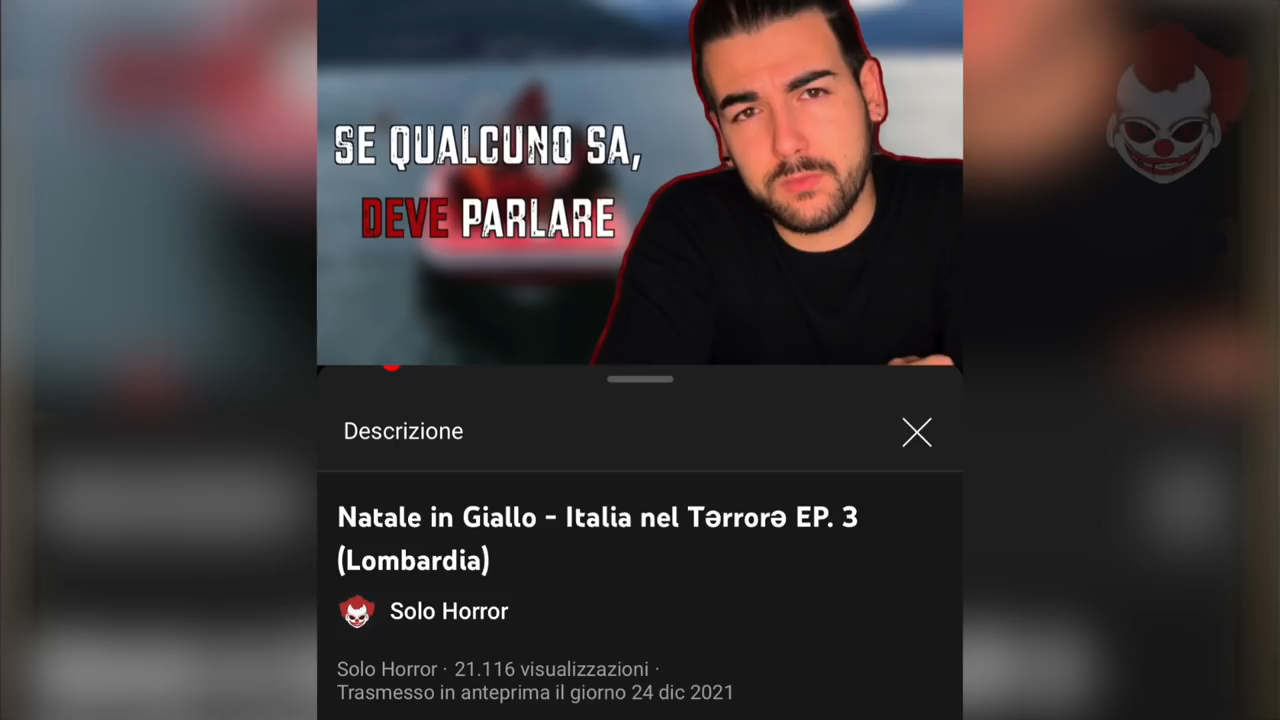 SE QUALCUNO SA,
DEVE PARLARE
Descrizione
Natale in Giallo - Italia nel Tərrorə EP. 3
(Lombardia)
Solo Horror
Solo Horror · 21.116 visualizzazioni ·
Trasmesso in anteprima il giorno 24 dic 2021